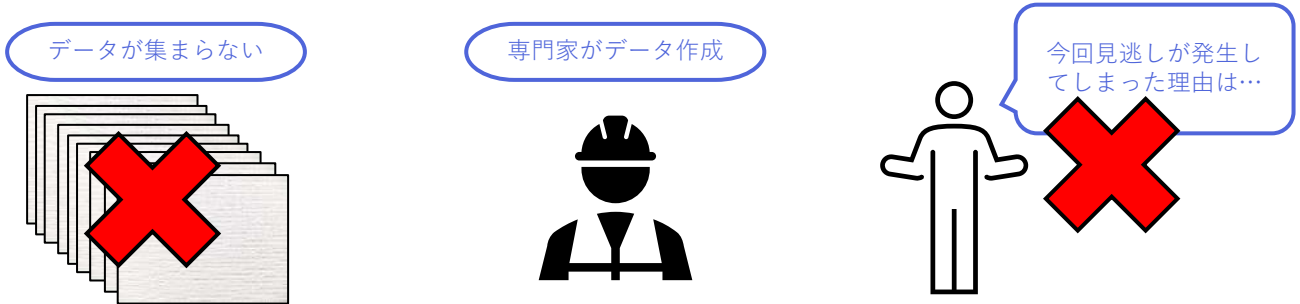 データが集まらない
専門家がデータ作成
今回見逃しが発生し
てしまった理由は…